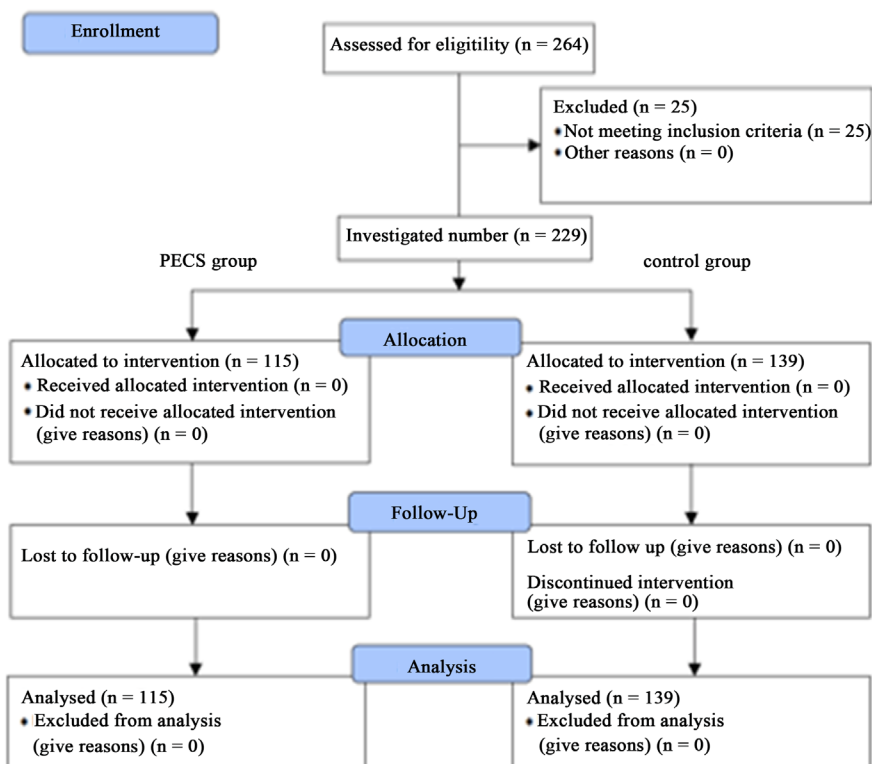 Enrollment
Assessed for eligitility (n = 264)
Excluded (n = 25)
• Not meeting inclusion criteria (n = 25)
• Other reasons (n = 0)
Investigated number (n = 229)
PECS group
control group
Allocation
Allocated to intervention (n = 115)
• Received allocated intervention (n = 0)
• Did not receive allocated intervention
(give reasons) (n = 0)
Allocated to intervention (n = 139)
• Received allocated intervention (n = 0)
• Did not receive allocated intervention
(give reasons) (n = 0)
Follow-Up
Lost to follow-up (give reasons) (n = 0)
Lost to follow up (give reasons) (n = 0)
Discontinued intervention
(give reasons) (n = 0)
Analysis
Analysed (n = 115)
• Excluded from analysis
(give reasons) (n = 0)
Analysed (n = 139)
• Excluded from analysis
(give reasons) (n = 0)